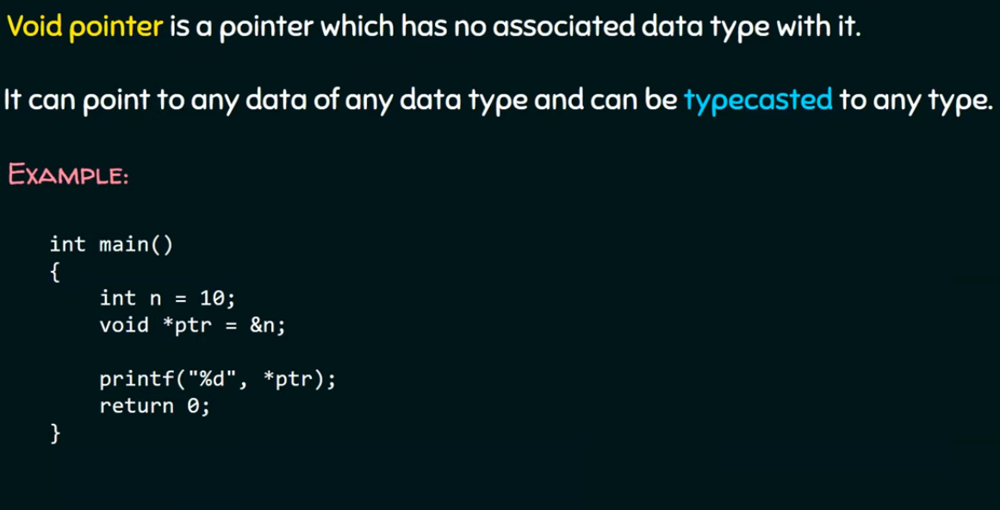 Void pointer is a pointer which has no associated data type with it.
It can point to any data of any data type and can be typecasted to any type.
EXAMPLE:
int main()
{
    int n = 10;
    void *ptr = &n;
    printf("%d", *ptr);
    return 0;
}